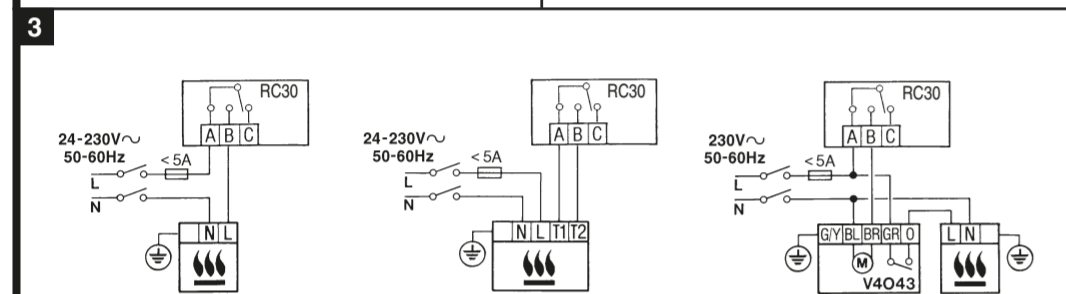 3
RC30
A B C
24-230V~
50-60Hz
< 5A
L
N
N L
RC30
A B C
24-230V~
50-60Hz
< 5A
L
N
N L T1 T2
RC30
A B C
230V~
50-60Hz
< 5A
L
N
G/Y BL BR GR O
M
V4O43
L N